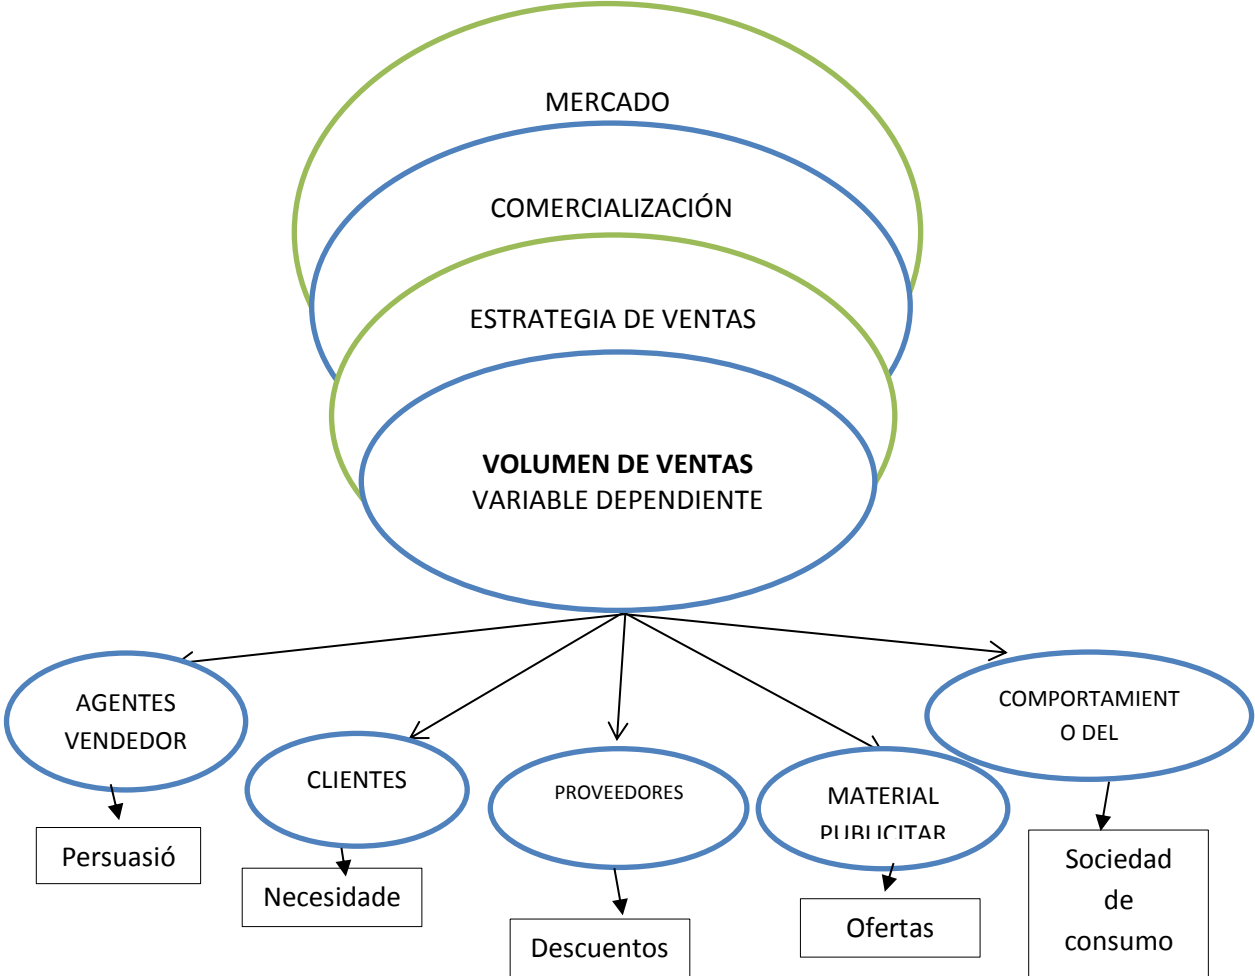 MERCADO
COMERCIALIZACIÓN
ESTRATEGIA DE VENTAS
VOLUMEN DE VENTAS
VARIABLE DEPENDIENTE
AGENTES
VENDEDOR
CLIENTES
PROVEEDORES
MATERIAL
PUBLICITAR
COMPORTAMIENT
O DEL
Persuasió
Necesidade
Descuentos
Ofertas
Sociedad
de
consumo